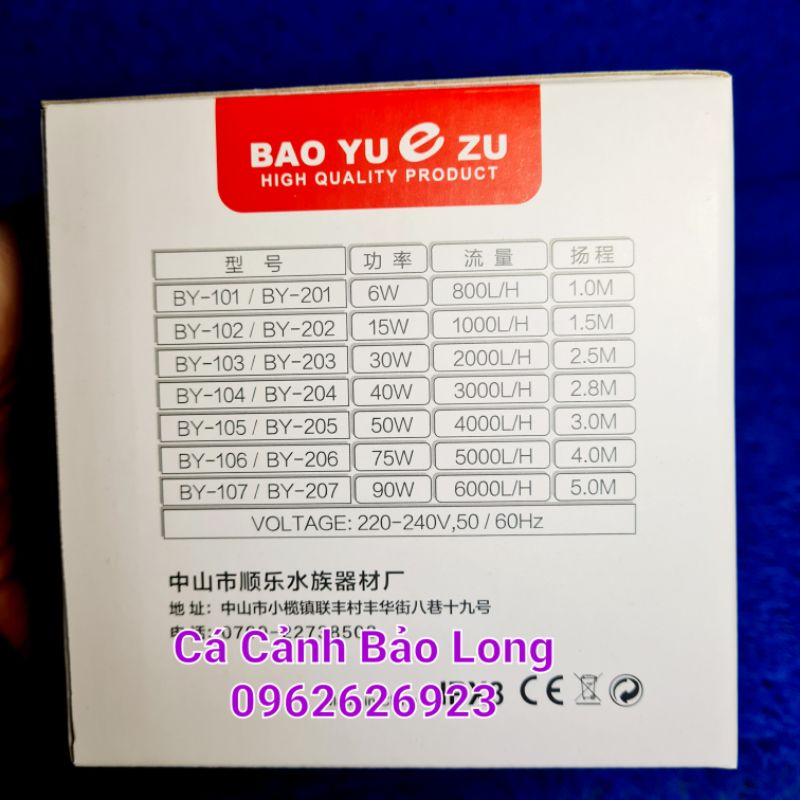 BAO YU e ZU
HIGH QUALITY PRODUCT
型 号 功 率 流 量 扬 程
BY-101 / BY-201 6W 800L/H 1.0M
BY-102 / BY-202 15W 1000L/H 1.5M
BY-103 / BY-203 30W 2000L/H 2.5M
BY-104 / BY-204 40W 3000L/H 2.8M
BY-105 / BY-205 50W 4000L/H 3.0M
BY-106 / BY-206 75W 5000L/H 4.0M
BY-107 / BY-207 90W 6000L/H 5.0M
VOLTAGE: 220-240V,50 / 60Hz
中山市顺乐水族器材厂
地 址: 中山市小榄镇联丰村丰华街八巷十九号
Cá Cảnh Bảo Long
0962626923
CE